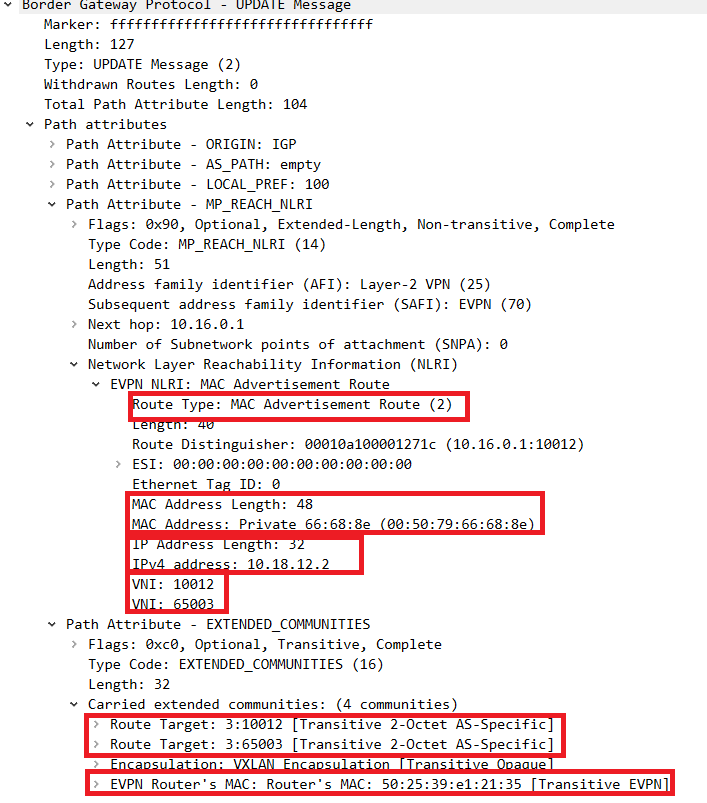 Border Gateway Protocol - UPDATE Message
Marker: ffffffffffffffffffffffffffffffff
Length: 127
Type: UPDATE Message (2)
Withdrawn Routes Length: 0
Total Path Attribute Length: 104
Path attributes
Path Attribute - ORIGIN: IGP
Path Attribute - AS_PATH: empty
Path Attribute - LOCAL_PREF: 100
Path Attribute - MP_REACH_NLRI
Flags: 0x90, Optional, Extended-Length, Non-transitive, Complete
Type Code: MP_REACH_NLRI (14)
Length: 51
Address family identifier (AFI): Layer-2 VPN (25)
Subsequent address family identifier (SAFI): EVPN (70)
Next hop: 10.16.0.1
Number of Subnetwork points of attachment (SNPA): 0
Network Layer Reachability Information (NLRI)
EVPN NLRI: MAC Advertisement Route
Route Type: MAC Advertisement Route (2)
Length: 40
Route Distinguisher: 00010a100001271c (10.16.0.1:10012)
ESI: 00:00:00:00:00:00:00:00:00:00
Ethernet Tag ID: 0
MAC Address Length: 48
MAC Address: Private 66:68:8e (00:50:79:66:68:8e)
IP Address Length: 32
IPv4 address: 10.18.12.2
VNI: 10012
VNI: 65003
Path Attribute - EXTENDED_COMMUNITIES
Flags: 0xc0, Optional, Transitive, Complete
Type Code: EXTENDED_COMMUNITIES (16)
Length: 32
Carried extended communities: (4 communities)
Route Target: 3:10012 [Transitive 2-Octet AS-Specific]
Route Target: 3:65003 [Transitive 2-Octet AS-Specific]
Encapsulation: VXLAN Encapsulation [Transitive Opaque]
EVPN Router's MAC: Router's MAC: 50:25:39:e1:21:35 [Transitive EVPN]